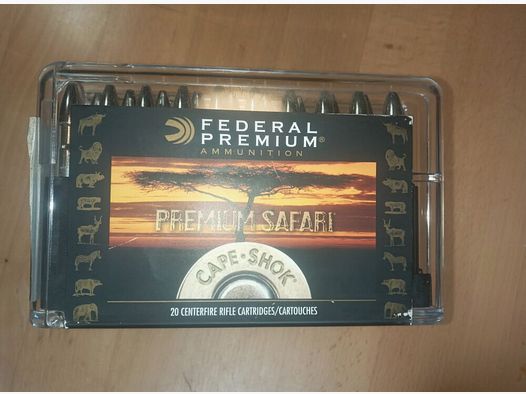 FEDERAL
PREMIUM®
AMMUNITION
PREMIUM SAFARI
CAPE•SHOK
20 CENTERFIRE RIFLE CARTRIDGES/CARTOUCHES